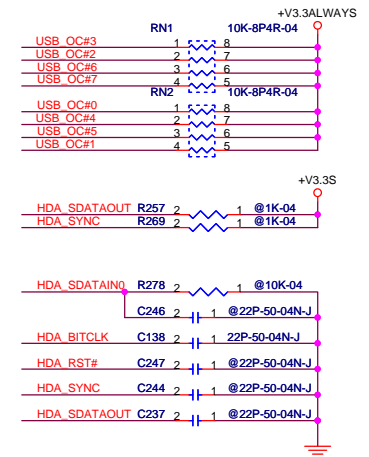 +V3.3ALWAYS
RN1 10K-8P4R-04
USB_OC#3 1 8
USB_OC#2 2 7
USB_OC#6 3 6
USB_OC#7 4 5
RN2 10K-8P4R-04
USB_OC#0 1 8
USB_OC#4 2 7
USB_OC#5 3 6
USB_OC#1 4 5
+V3.3S
HDA_SDATAOUT R257 2 1 @1K-04
HDA_SYNC R269 2 1 @1K-04
HDA_SDATAIN0 R278 2 1 @10K-04
C246 2 1 @22P-50-04N-J
HDA_BITCLK C138 2 1 22P-50-04N-J
HDA_RST# C247 2 1 @22P-50-04N-J
HDA_SYNC C244 2 1 @22P-50-04N-J
HDA_SDATAOUT C237 2 1 @22P-50-04N-J